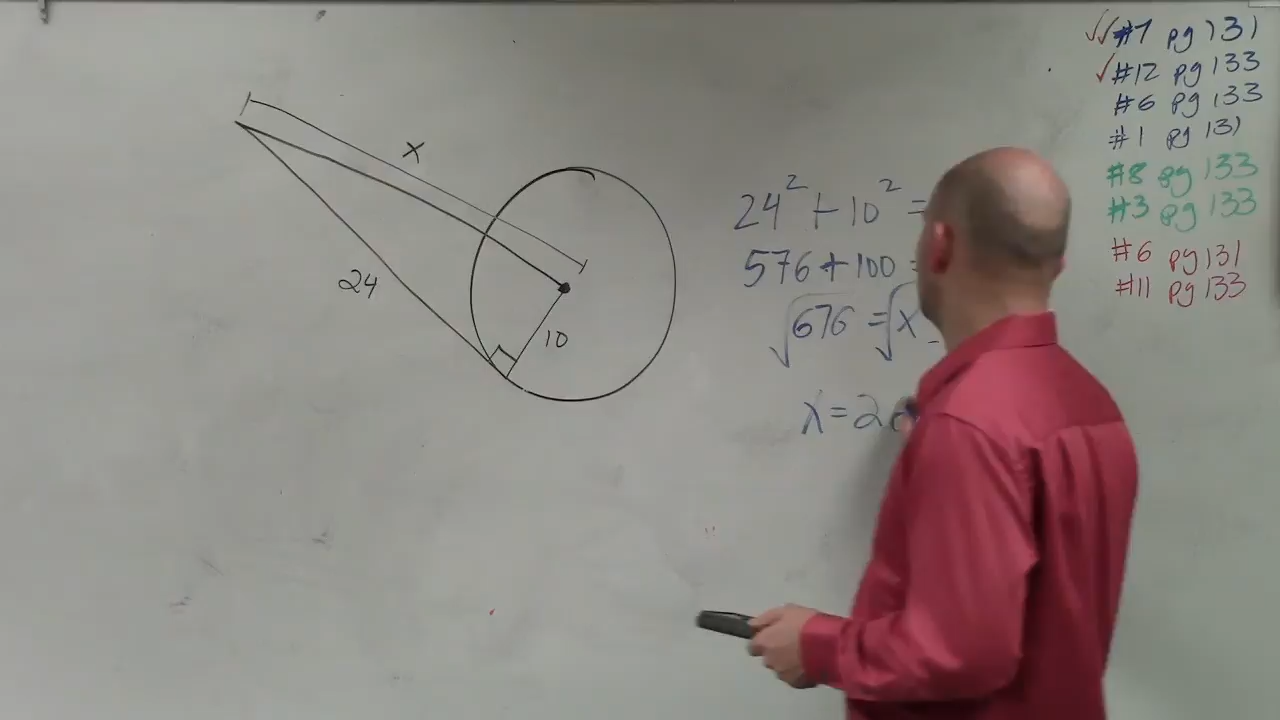 x
24
10
24² + 10² =
576 + 100 =
√676 = √x
x = 2
#7 pg 131
#12 pg 133
#6 pg 133
#1 pg 131
#8 pg 133
#3 pg 133
#6 pg 131
#11 pg 133